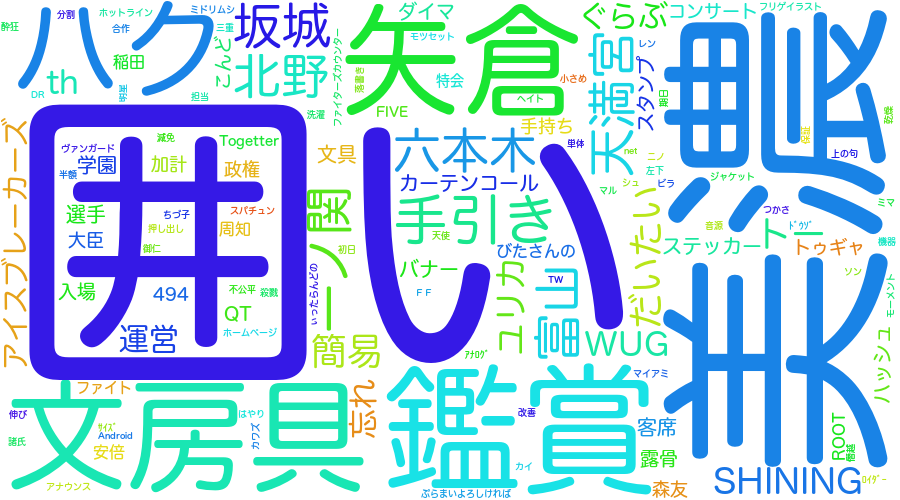 囲い
美濃
ハク
矢倉
文房具
鑑賞
坂城
北野
th
稲田
こんど
天満宮
スタンプ
ぐらぶ
コンサート
フリゲイラスト
レン
ダイマ
モツセット
特会
FIVE
小さめ
ヘイト
手持ち
六本木
カーテンコール
手引き
天使
びたさんの
バナー
ユリカ
富山
TW
WUG
だいたい
ステッカー
トゥギャ
ハッシュ
SHINING
ROOT
森友
露骨
客席
マイアミ
改善
カイ
ぷらまいよろしければ
忘れ
簡易
一ノ関
文具
Togetter
政権
周知
加計
学園
ヴァンガード
半額
減免
選手
大臣
入場
ちづ子
スパチュン
押し出し
御仁
494
不公平
殺戮
QT
ホームページ
運営
いったらんどの
初日
アイスブレーカーズ
ファイト
はやり
カワズ
Android
安倍
アナウンス
伸び
諸氏
ｻｲｽﾞ
酔狂
分割
ホットライン
合作
ミドリムシ
三重
担当
DR
洗濯
ファイターズカウンター
落書き
単体
net
ニノ
左下
マル
シュ
ビラ
ジャケット
つかさ
音源
ﾄﾞｳｿﾞ
上の句
保証
乾燥
ミマ
機器
ソン
モーメント
ﾛｲﾀﾞｰ
ｱﾅﾛｸﾞ
ＦＦ